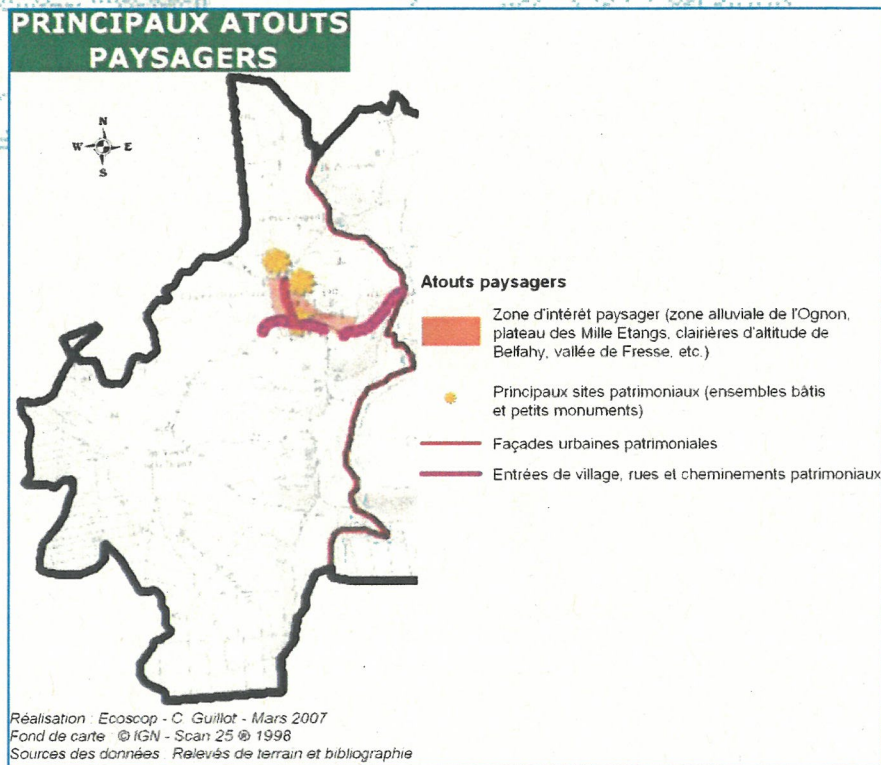 PRINCIPAUX ATOUTS
PAYSAGERS
N
W E
S
Atouts paysagers
Zone d'intérêt paysager (zone alluviale de l'Ognon,
plateau des Mille Etangs, clairières d'altitude de
Belfahy, vallée de Fresse, etc.)
Principaux sites patrimoniaux (ensembles bâtis
et petits monuments)
Façades urbaines patrimoniales
Entrées de village, rues et cheminements patrimoniaux
Réalisation : Ecoscop - C. Guillot - Mars 2007
Fond de carte : © IGN - Scan 25 ® 1998
Sources des données : Relevés de terrain et bibliographie